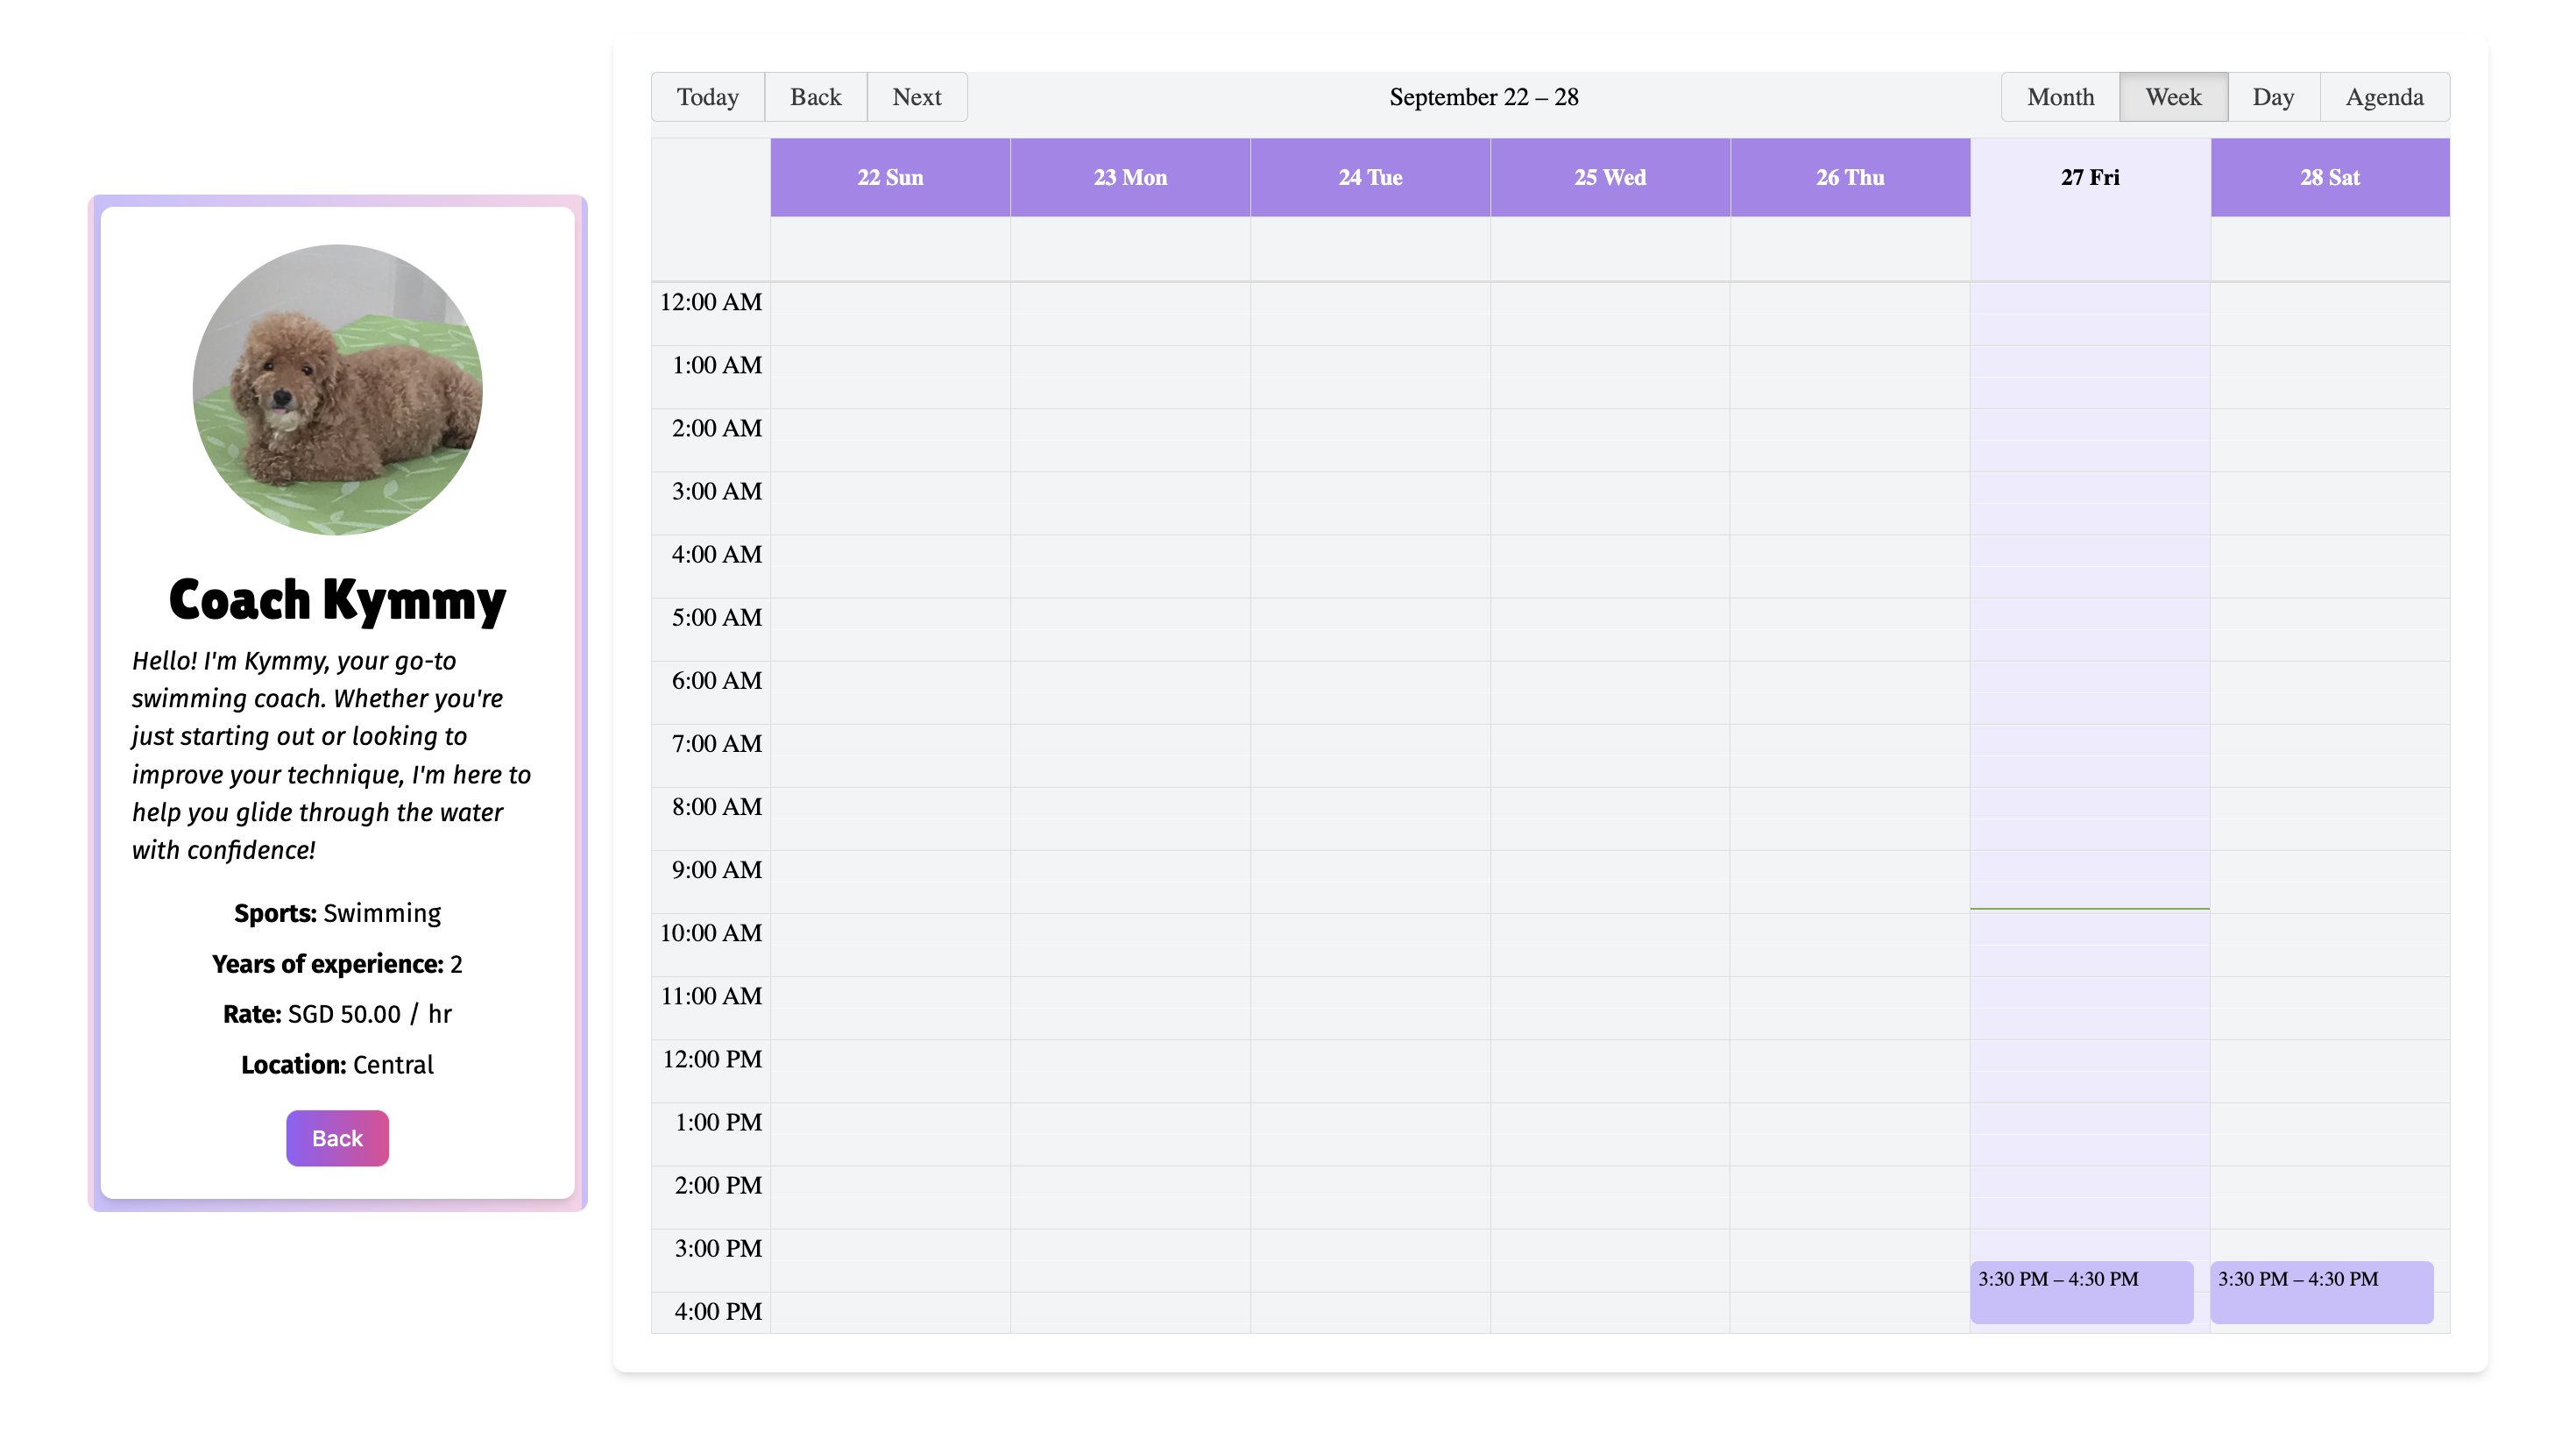 Coach Kymmy
Hello! I'm Kymmy, your go-to
swimming coach. Whether you're
just starting out or looking to
improve your technique, I'm here to
help you glide through the water
with confidence!
Sports: Swimming
Years of experience: 2
Rate: SGD 50.00 / hr
Location: Central
Back
Today Back Next September 22 – 28 Month Week Day Agenda
22 Sun 23 Mon 24 Tue 25 Wed 26 Thu 27 Fri 28 Sat
12:00 AM
1:00 AM
2:00 AM
3:00 AM
4:00 AM
5:00 AM
6:00 AM
7:00 AM
8:00 AM
9:00 AM
10:00 AM
11:00 AM
12:00 PM
1:00 PM
2:00 PM
3:00 PM
3:30 PM – 4:30 PM 3:30 PM – 4:30 PM
4:00 PM